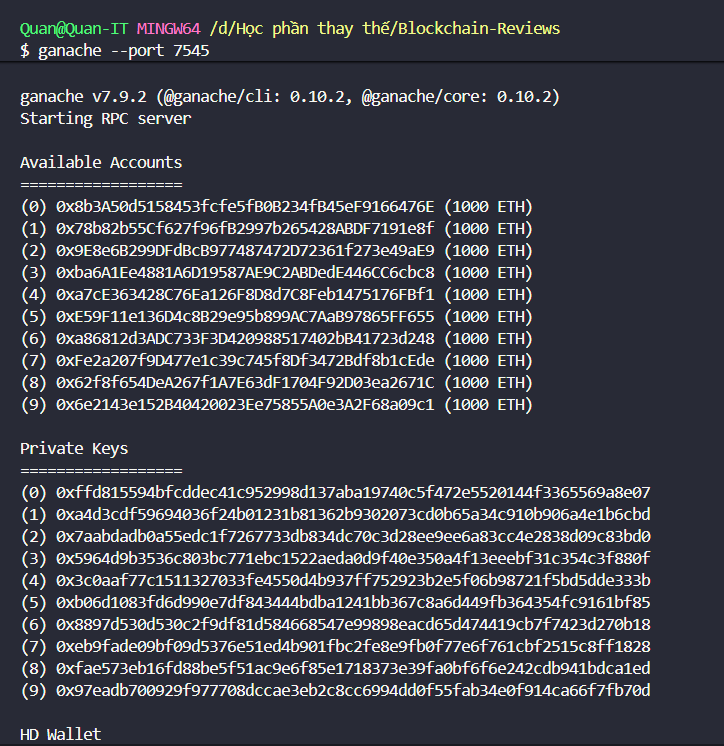 Quan@Quan-IT MINGW64 /d/Học phần thay thế/Blockchain-Reviews
$ ganache --port 7545
ganache v7.9.2 (@ganache/cli: 0.10.2, @ganache/core: 0.10.2)
Starting RPC server
Available Accounts
==================
(0) 0x8b3A50d5158453fcfe5fB0B234fB45eF9166476E (1000 ETH)
(1) 0x78b82b55Cf627f96fB2997b265428ABDF7191e8f (1000 ETH)
(2) 0x9E8e6B299DFdBcB977487472D72361f273e49aE9 (1000 ETH)
(3) 0xba6A1Ee4881A6D19587AE9C2ABDedE446CC6cbc8 (1000 ETH)
(4) 0xa7cE363428C76Ea126F8D8d7C8Feb1475176FBf1 (1000 ETH)
(5) 0xE59F11e136D4c8B29e95b899AC7AaB97865FF655 (1000 ETH)
(6) 0xa86812d3ADC733F3D420988517402bB41723d248 (1000 ETH)
(7) 0xFe2a207f9D477e1c39c745f8Df3472Bdf8b1cEde (1000 ETH)
(8) 0x62f8f654DeA267f1A7E63dF1704F92D03ea2671C (1000 ETH)
(9) 0x6e2143e152B40420023Ee75855A0e3A2F68a09c1 (1000 ETH)
Private Keys
==================
(0) 0xffd815594bfcddec41c952998d137aba19740c5f472e5520144f3365569a8e07
(1) 0xa4d3cdf59694036f24b01231b81362b9302073cd0b65a34c910b906a4e1b6cbd
(2) 0x7aabdadb0a55edc1f7267733db834dc70c3d28ee9ee6a83cc4e2838d09c83bd0
(3) 0x5964d9b3536c803bc771ebc1522aeda0d9f40e350a4f13eeebf31c354c3f880f
(4) 0x3c0aaf77c1511327033fe4550d4b937ff752923b2e5f06b98721f5bd5dde333b
(5) 0xb06d1083fd6d990e7df843444bdba1241bb367c8a6d449fb364354fc9161bf85
(6) 0x8897d530d530c2f9df81d584668547e99898eacd65d474419cb7f7423d270b18
(7) 0xeb9fade09bf09d5376e51ed4b901fbc2fe8e9fb0f77e6f761cbf2515c8ff1828
(8) 0xfae573eb16fd88be5f51ac9e6f85e1718373e39fa0bf6f6e242cdb941bdca1ed
(9) 0x97eadb700929f977708dccae3eb2c8cc6994dd0f55fab34e0f914ca66f7fb70d
HD Wallet